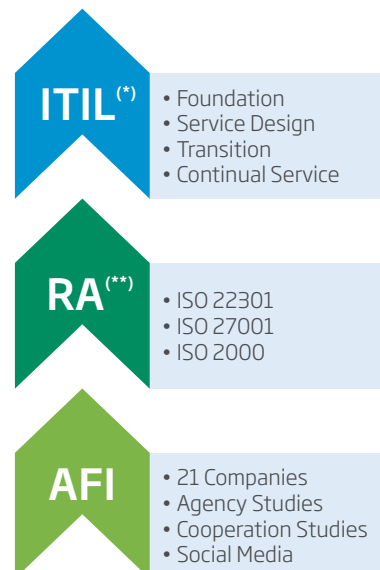 ITIL(*)
• Foundation
• Service Design
• Transition
• Continual Service
RA(**)
• ISO 22301
• ISO 27001
• ISO 2000
AFI
• 21 Companies
• Agency Studies
• Cooperation Studies
• Social Media